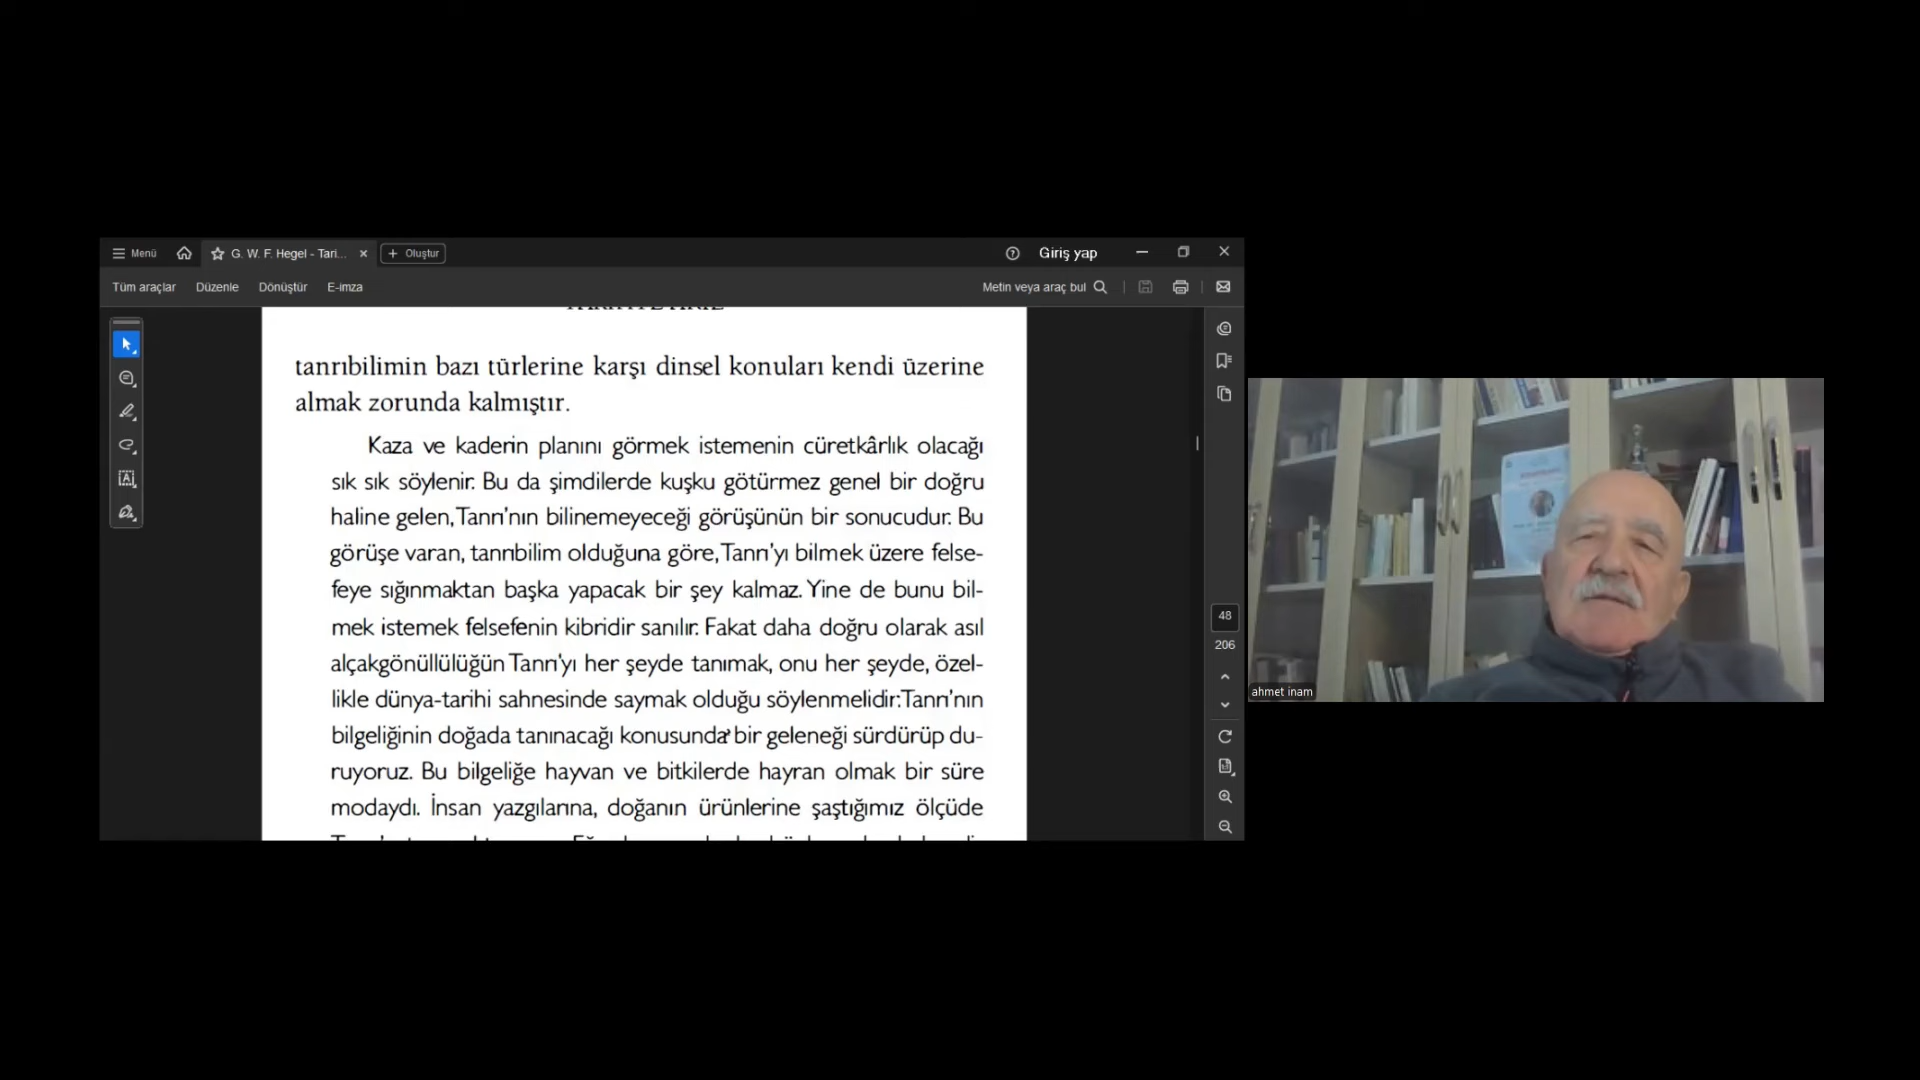 Menü
G. W. F. Hegel - Tari...
Oluştur
Giriş yap
Tüm araçlar
Düzenle
Dönüştür
E-imza
Metin veya araç bul
tanrıbilimin bazı türlerine karşı dinsel konuları kendi üzerine
almak zorunda kalmıştır.
Kaza ve kaderin planını görmek istemenin cüretkârlık olacağı
sık sık söylenir. Bu da şimdilerde kuşku götürmez genel bir doğru
haline gelen, Tanrı’nın bilinemeyeceği görüşünün bir sonucudur. Bu
görüşe varan, tanrıbilim olduğuna göre, Tanrı’yı bilmek üzere felse-
feye sığınmaktan başka yapacak bir şey kalmaz. Yine de bunu bil-
mek istemek felsefenin kibridir sanılır. Fakat daha doğru olarak asıl
alçakgönüllülüğün Tanrı’yı her şeyde tanımak, onu her şeyde, özel-
likle dünya-tarihi sahnesinde saymak olduğu söylenmelidir. Tanrı’nın
bilgeliğinin doğada tanınacağı konusunda bir geleneği sürdürüp du-
ruyoruz. Bu bilgeliğe hayvan ve bitkilerde hayran olmak bir süre
modaydı. İnsan yazgılarına, doğanın ürünlerine şaştığımız ölçüde
48
206
ahmet inam